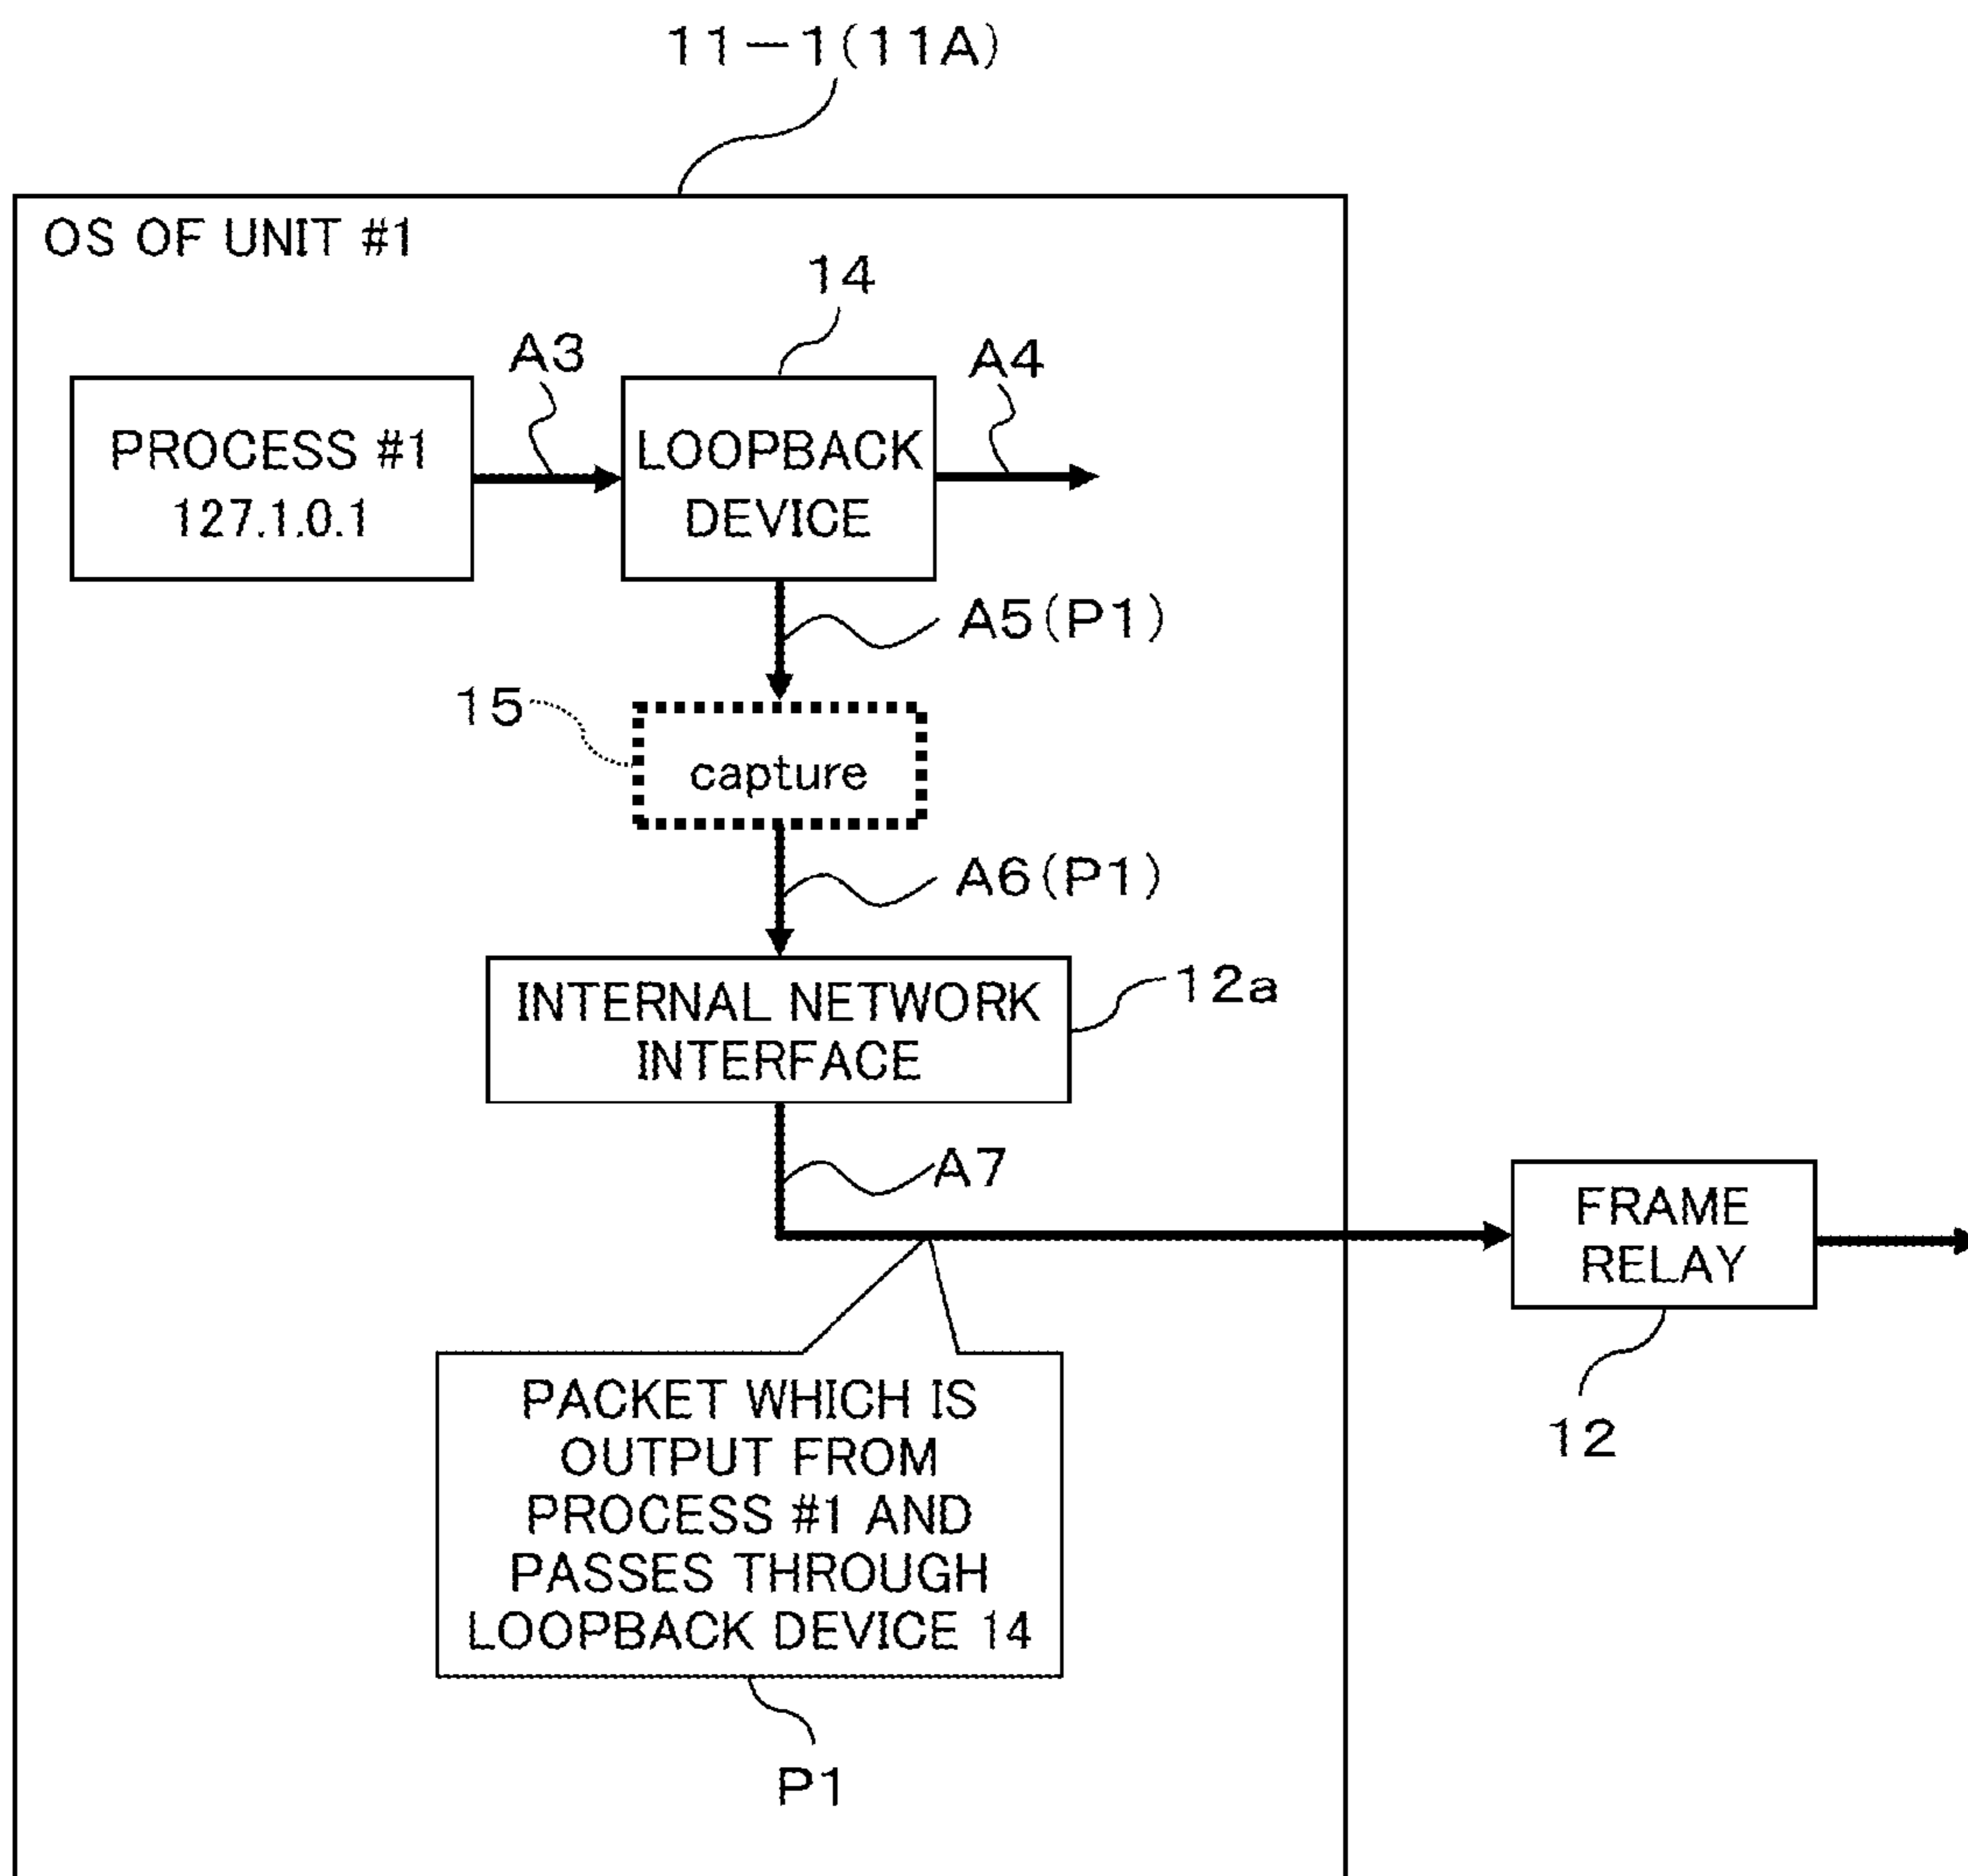 11-1(11A)
OS OF UNIT #1
14
A3
A4
PROCESS #1
127.1.0.1
LOOPBACK
DEVICE
A5(P1)
15
capture
A6(P1)
INTERNAL NETWORK
INTERFACE
12a
A7
FRAME
RELAY
12
PACKET WHICH IS
OUTPUT FROM
PROCESS #1 AND
PASSES THROUGH
LOOPBACK DEVICE 14
P1